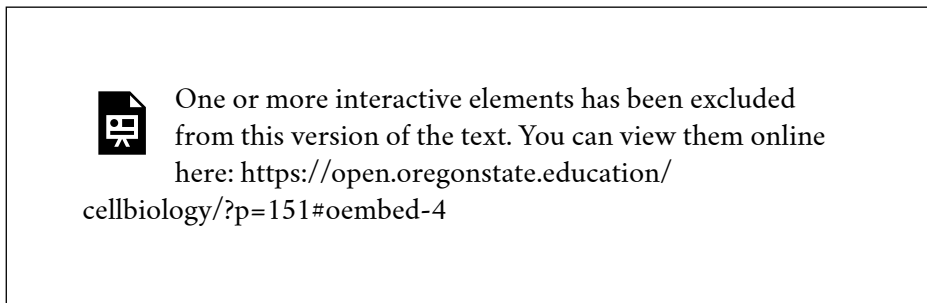 One or more interactive elements has been excluded
from this version of the text. You can view them online
here: https://open.oregonstate.education/
cellbiology/?p=151#oembed-4